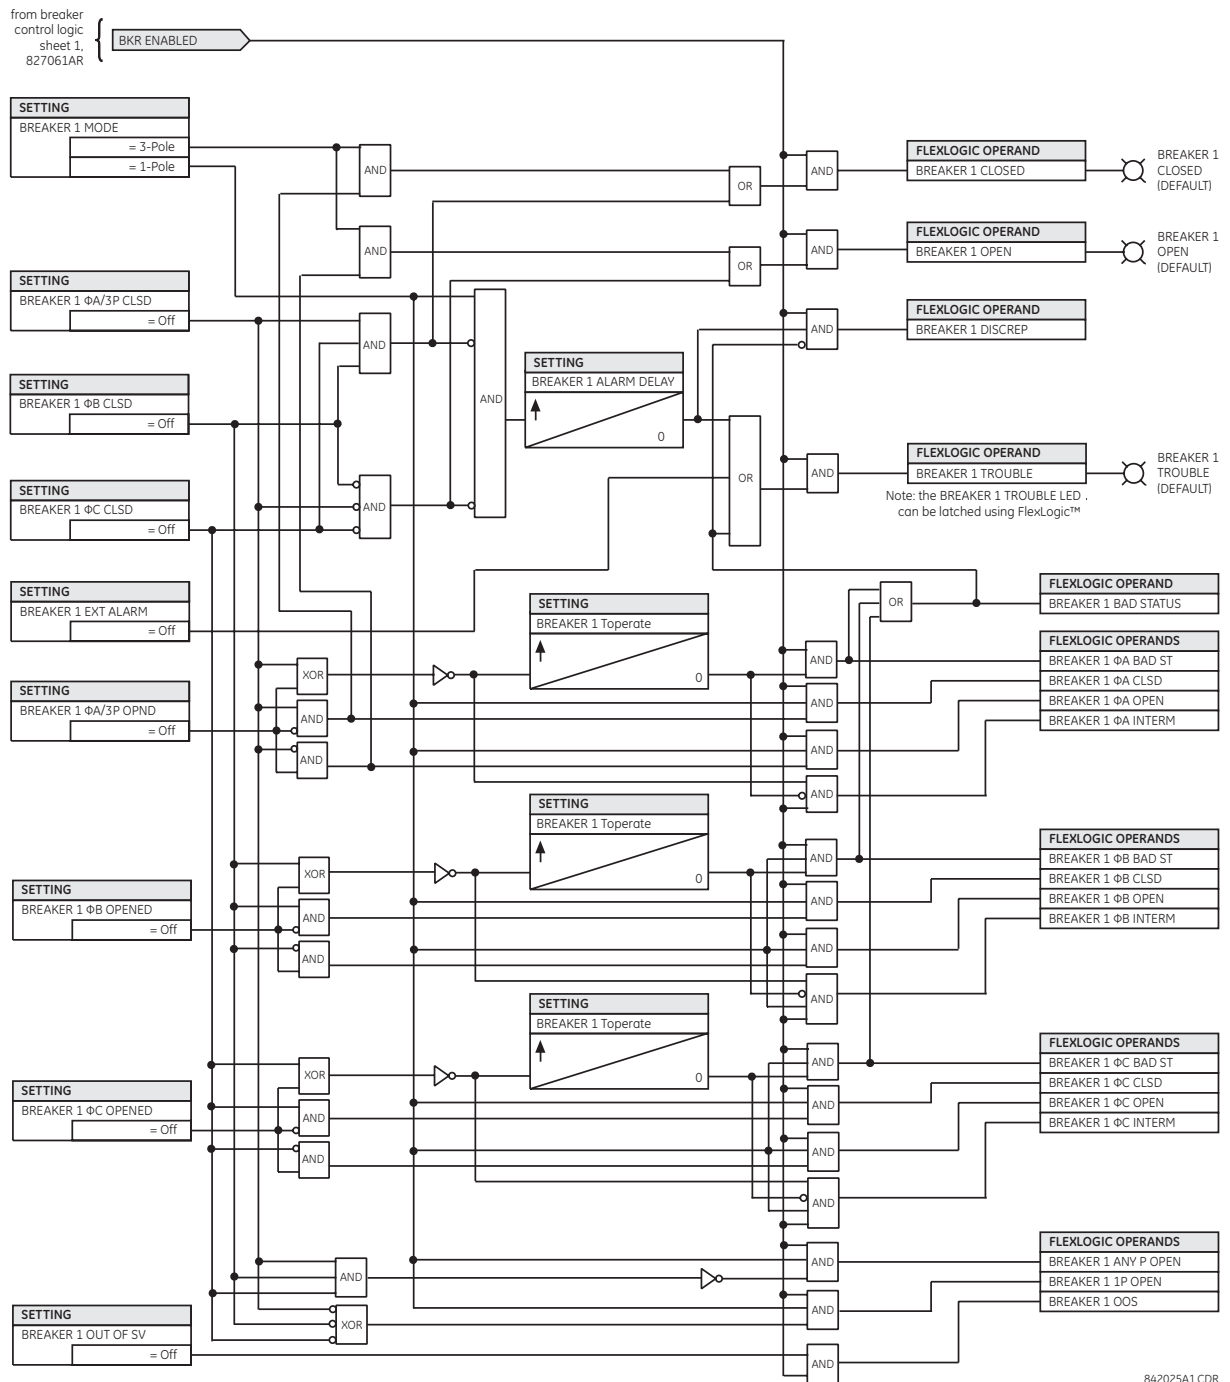 from breaker
control logic
sheet 1,
827061AR
BKR ENABLED
SETTING
BREAKER 1 MODE
= 3-Pole
= 1-Pole
AND
OR
AND
FLEXLOGIC OPERAND
BREAKER 1 CLOSED
BREAKER 1
CLOSED
(DEFAULT)
AND
OR
AND
FLEXLOGIC OPERAND
BREAKER 1 OPEN
BREAKER 1
OPEN
(DEFAULT)
SETTING
BREAKER 1 ΦA/3P CLSD
= Off
AND
AND
AND
FLEXLOGIC OPERAND
BREAKER 1 DISCREP
SETTING
BREAKER 1 ALARM DELAY
0
SETTING
BREAKER 1 ΦB CLSD
= Off
OR
AND
FLEXLOGIC OPERAND
BREAKER 1 TROUBLE
BREAKER 1
TROUBLE
(DEFAULT)
Note: the BREAKER 1 TROUBLE LED .
can be latched using FlexLogic™
SETTING
BREAKER 1 ΦC CLSD
= Off
AND
SETTING
BREAKER 1 EXT ALARM
= Off
SETTING
BREAKER 1 Toperate
0
OR
FLEXLOGIC OPERAND
BREAKER 1 BAD STATUS
FLEXLOGIC OPERANDS
BREAKER 1 ΦA BAD ST
BREAKER 1 ΦA CLSD
BREAKER 1 ΦA OPEN
BREAKER 1 ΦA INTERM
SETTING
BREAKER 1 ΦA/3P OPND
= Off
XOR
AND
AND
AND
AND
AND
AND
SETTING
BREAKER 1 Toperate
0
FLEXLOGIC OPERANDS
BREAKER 1 ΦB BAD ST
BREAKER 1 ΦB CLSD
BREAKER 1 ΦB OPEN
BREAKER 1 ΦB INTERM
SETTING
BREAKER 1 ΦB OPENED
= Off
XOR
AND
AND
AND
AND
AND
AND
SETTING
BREAKER 1 Toperate
0
FLEXLOGIC OPERANDS
BREAKER 1 ΦC BAD ST
BREAKER 1 ΦC CLSD
BREAKER 1 ΦC OPEN
BREAKER 1 ΦC INTERM
SETTING
BREAKER 1 ΦC OPENED
= Off
XOR
AND
AND
AND
AND
AND
AND
FLEXLOGIC OPERANDS
BREAKER 1 ANY P OPEN
BREAKER 1 1P OPEN
BREAKER 1 OOS
AND
XOR
AND
AND
AND
SETTING
BREAKER 1 OUT OF SV
= Off
842025A1.CDR